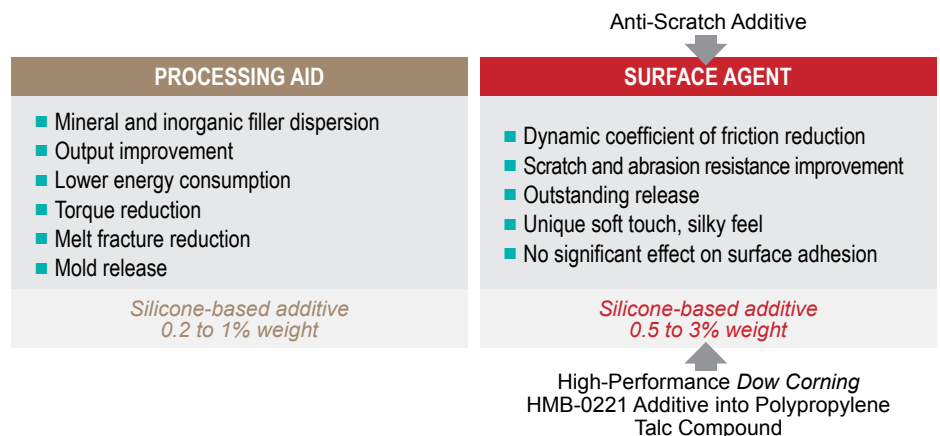 Anti-Scratch Additive
PROCESSING AID
Mineral and inorganic filler dispersion
Output improvement
Lower energy consumption
Torque reduction
Melt fracture reduction
Mold release
Silicone-based additive
0.2 to 1% weight
SURFACE AGENT
Dynamic coefficient of friction reduction
Scratch and abrasion resistance improvement
Outstanding release
Unique soft touch, silky feel
No significant effect on surface adhesion
Silicone-based additive
0.5 to 3% weight
High-Performance Dow Corning
HMB-0221 Additive into Polypropylene
Talc Compound